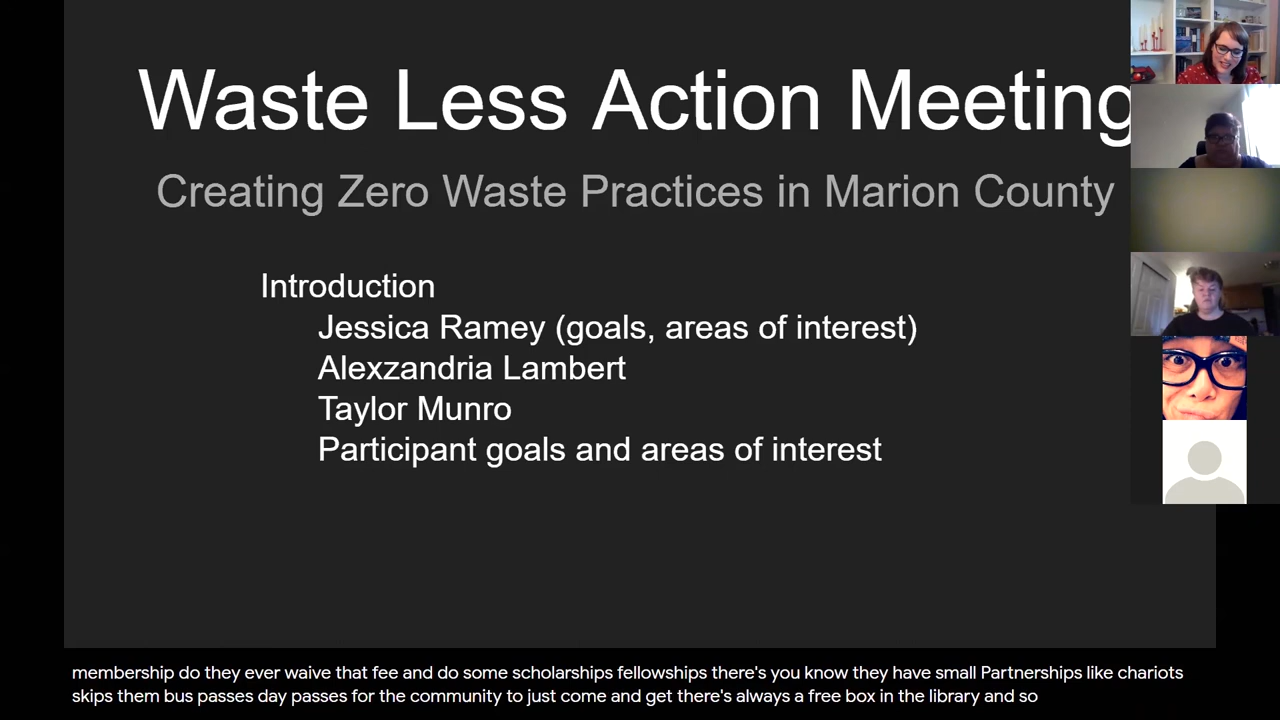 Waste Less Action Meeting
Creating Zero Waste Practices in Marion County
Introduction
Jessica Ramey (goals, areas of interest)
Alexzandria Lambert
Taylor Munro
Participant goals and areas of interest
membership do they ever waive that fee and do some scholarships fellowships there's you know they have small Partnerships like chariots
skips them bus passes day passes for the community to just come and get there's always a free box in the library and so